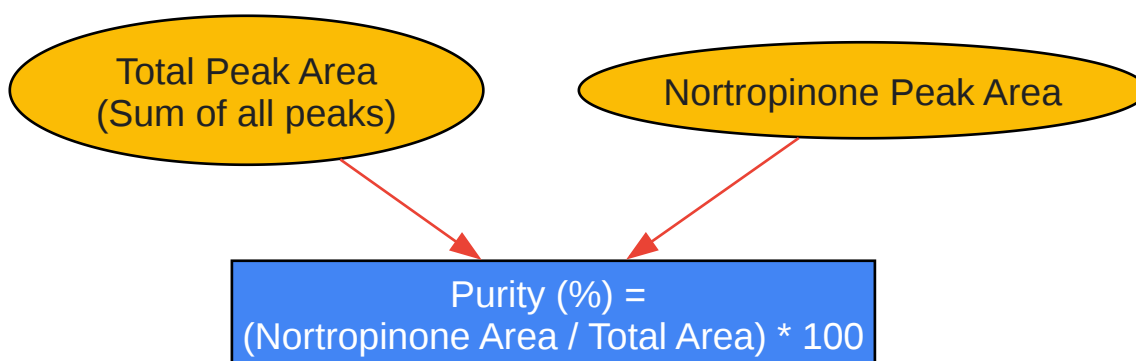 Total Peak Area
(Sum of all peaks)
Nortropinone Peak Area
Purity (%) =
(Nortropinone Area / Total Area) * 100